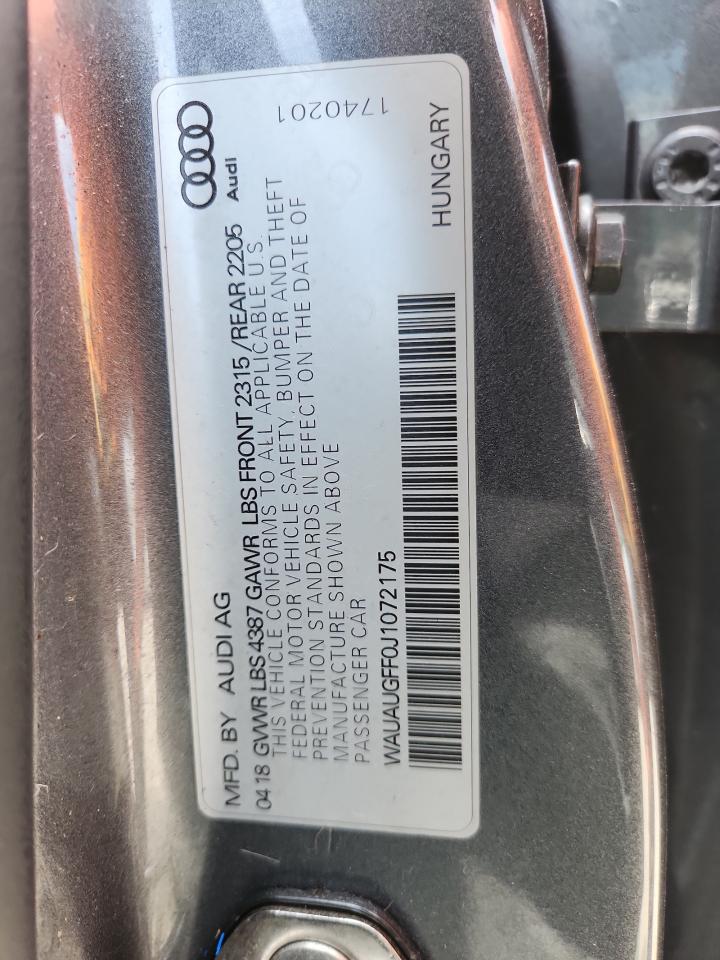 MFD. BY AUDI AG
Audi
04 18 GVWR LBS 4387 GAWR LBS FRONT 2315 /REAR 2205
THIS VEHICLE CONFORMS TO ALL APPLICABLE U.S.
FEDERAL MOTOR VEHICLE SAFETY, BUMPER AND THEFT
PREVENTION STANDARDS IN EFFECT ON THE DATE OF
MANUFACTURE SHOWN ABOVE
PASSENGER CAR
1740201
WAUAUGFF0J1072175
HUNGARY